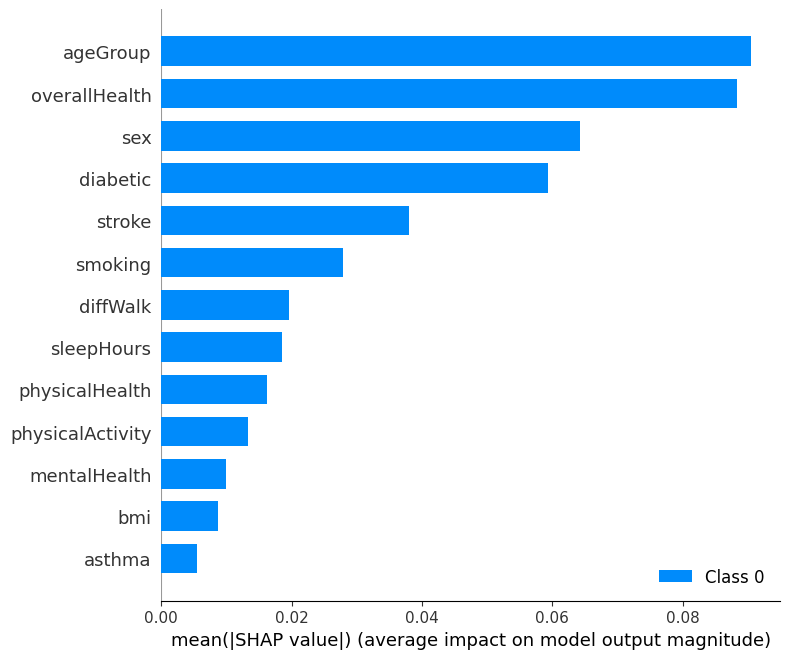 ageGroup
overallHealth
sex
diabetic
stroke
smoking
diffWalk
sleepHours
physicalHealth
physicalActivity
mentalHealth
bmi
asthma
Class 0
0.00 0.02 0.04 0.06 0.08
mean(|SHAP value|) (average impact on model output magnitude)